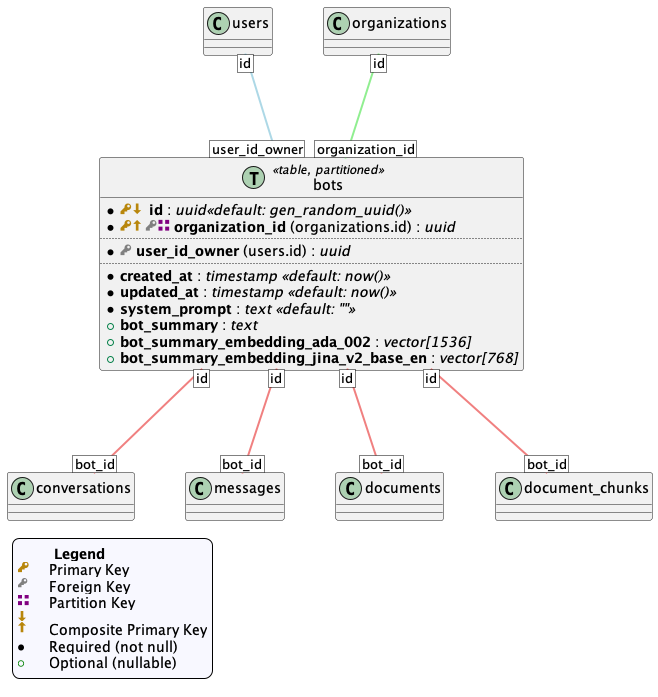 C users
C organizations
id
id
user_id_owner
organization_id
T «table, partitioned»
bots
id : uuid«default: gen_random_uuid()»
organization_id (organizations.id) : uuid
user_id_owner (users.id) : uuid
created_at : timestamp «default: now()»
updated_at : timestamp «default: now()»
system_prompt : text «default: ""»
bot_summary : text
bot_summary_embedding_ada_002 : vector[1536]
bot_summary_embedding_jina_v2_base_en : vector[768]
id
id
id
id
bot_id
bot_id
bot_id
bot_id
C conversations
C messages
C documents
C document_chunks
Legend
Primary Key
Foreign Key
Partition Key
Composite Primary Key
Required (not null)
Optional (nullable)